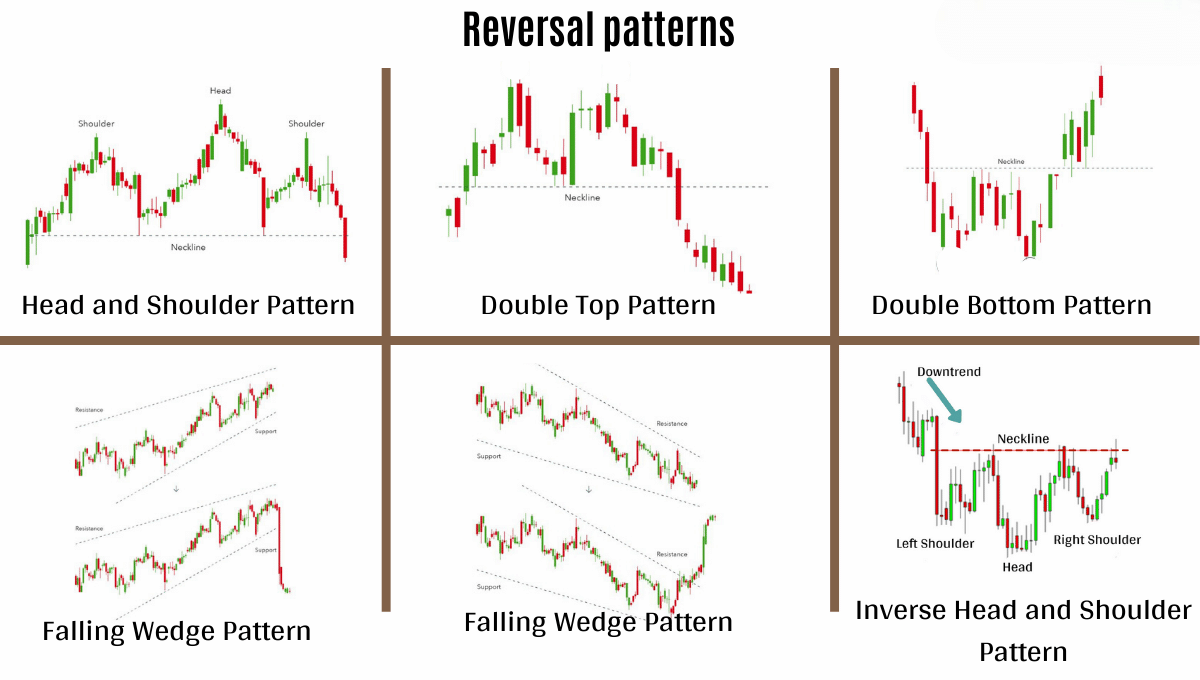 Reversal patterns
Head
Shoulder
Shoulder
Neckline
Head and Shoulder Pattern
Neckline
Double Top Pattern
Neckline
Double Bottom Pattern
Resistance
Support
Resistance
Support
Falling Wedge Pattern
Resistance
Support
Resistance
Support
Falling Wedge Pattern
Downtrend
Neckline
Left Shoulder
Right Shoulder
Head
Inverse Head and Shoulder
Pattern